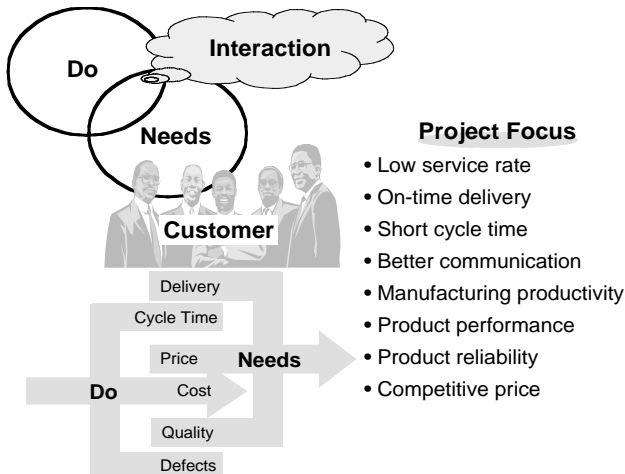 Interaction
Do
Needs
Customer
Delivery
Cycle Time
Price
Needs
Do
Cost
Quality
Defects
Project Focus
• Low service rate
• On-time delivery
• Short cycle time
• Better communication
• Manufacturing productivity
• Product performance
• Product reliability
• Competitive price